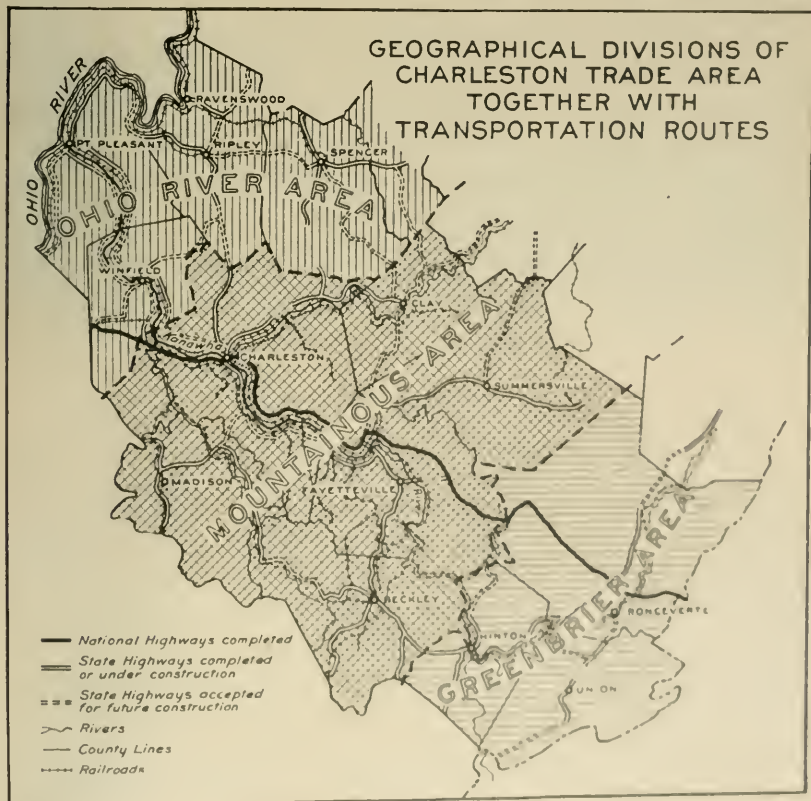 GEOGRAPHICAL DIVISIONS OF
CHARLESTON TRADE AREA
TOGETHER WITH
TRANSPORTATION ROUTES
OHIO RIVER
RAVENSWOOD
PT. PLEASANT
RIPLEY
SPENCER
OHIO RIVER AREA
WINFIELD
CLAY
Kanawha
CHARLESTON
SUMMERSVILLE
MOUNTAINOUS AREA
MADISON
FAYETTEVILLE
BECKLEY
HINTON
RONCEVERTE
GREENBRIER AREA
UNION
National Highways completed
State Highways completed
or under construction
State Highways accepted
for future construction
Rivers
County Lines
Railroads